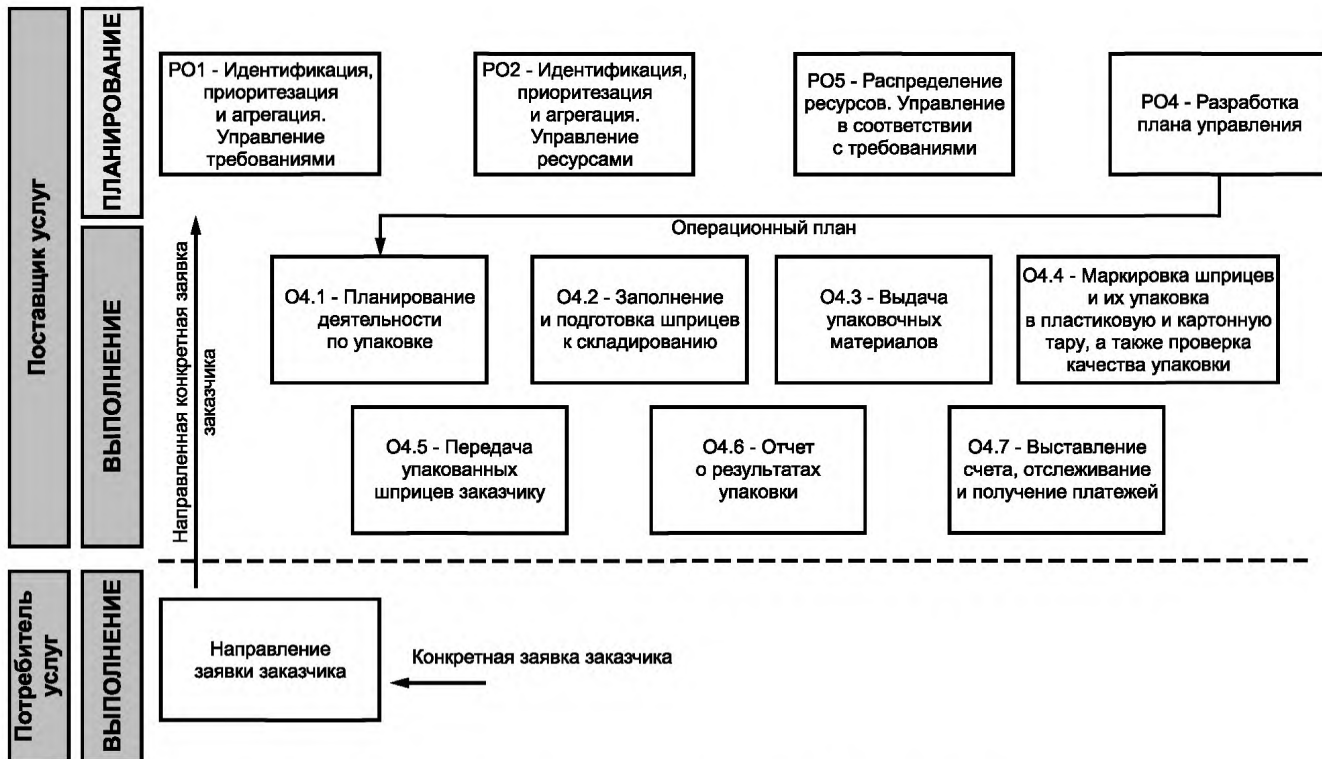 Поставщик услуг
ПЛАНИРОВАНИЕ
РО1 - Идентификация,
приоритезация
и агрегация.
Управление
требованиями
РО2 - Идентификация,
приоритезация
и агрегация.
Управление
ресурсами
РО5 - Распределение
ресурсов. Управление
в соответствии
с требованиями
РО4 - Разработка
плана управления
Операционный план
ВЫПОЛНЕНИЕ
Направленная конкретная заявка
заказчика
О4.1 - Планирование
деятельности
по упаковке
О4.2 - Заполнение
и подготовка шприцев
к складированию
О4.3 - Выдача
упаковочных
материалов
О4.4 - Маркировка шприцев
и их упаковка
в пластиковую и картонную
тару, а также проверка
качества упаковки
О4.5 - Передача
упакованных
шприцев заказчику
О4.6 - Отчет
о результатах
упаковки
О4.7 - Выставление
счета, отслеживание
и получение платежей
Потребитель
услуг
ВЫПОЛНЕНИЕ
Направление
заявки заказчика
Конкретная заявка заказчика